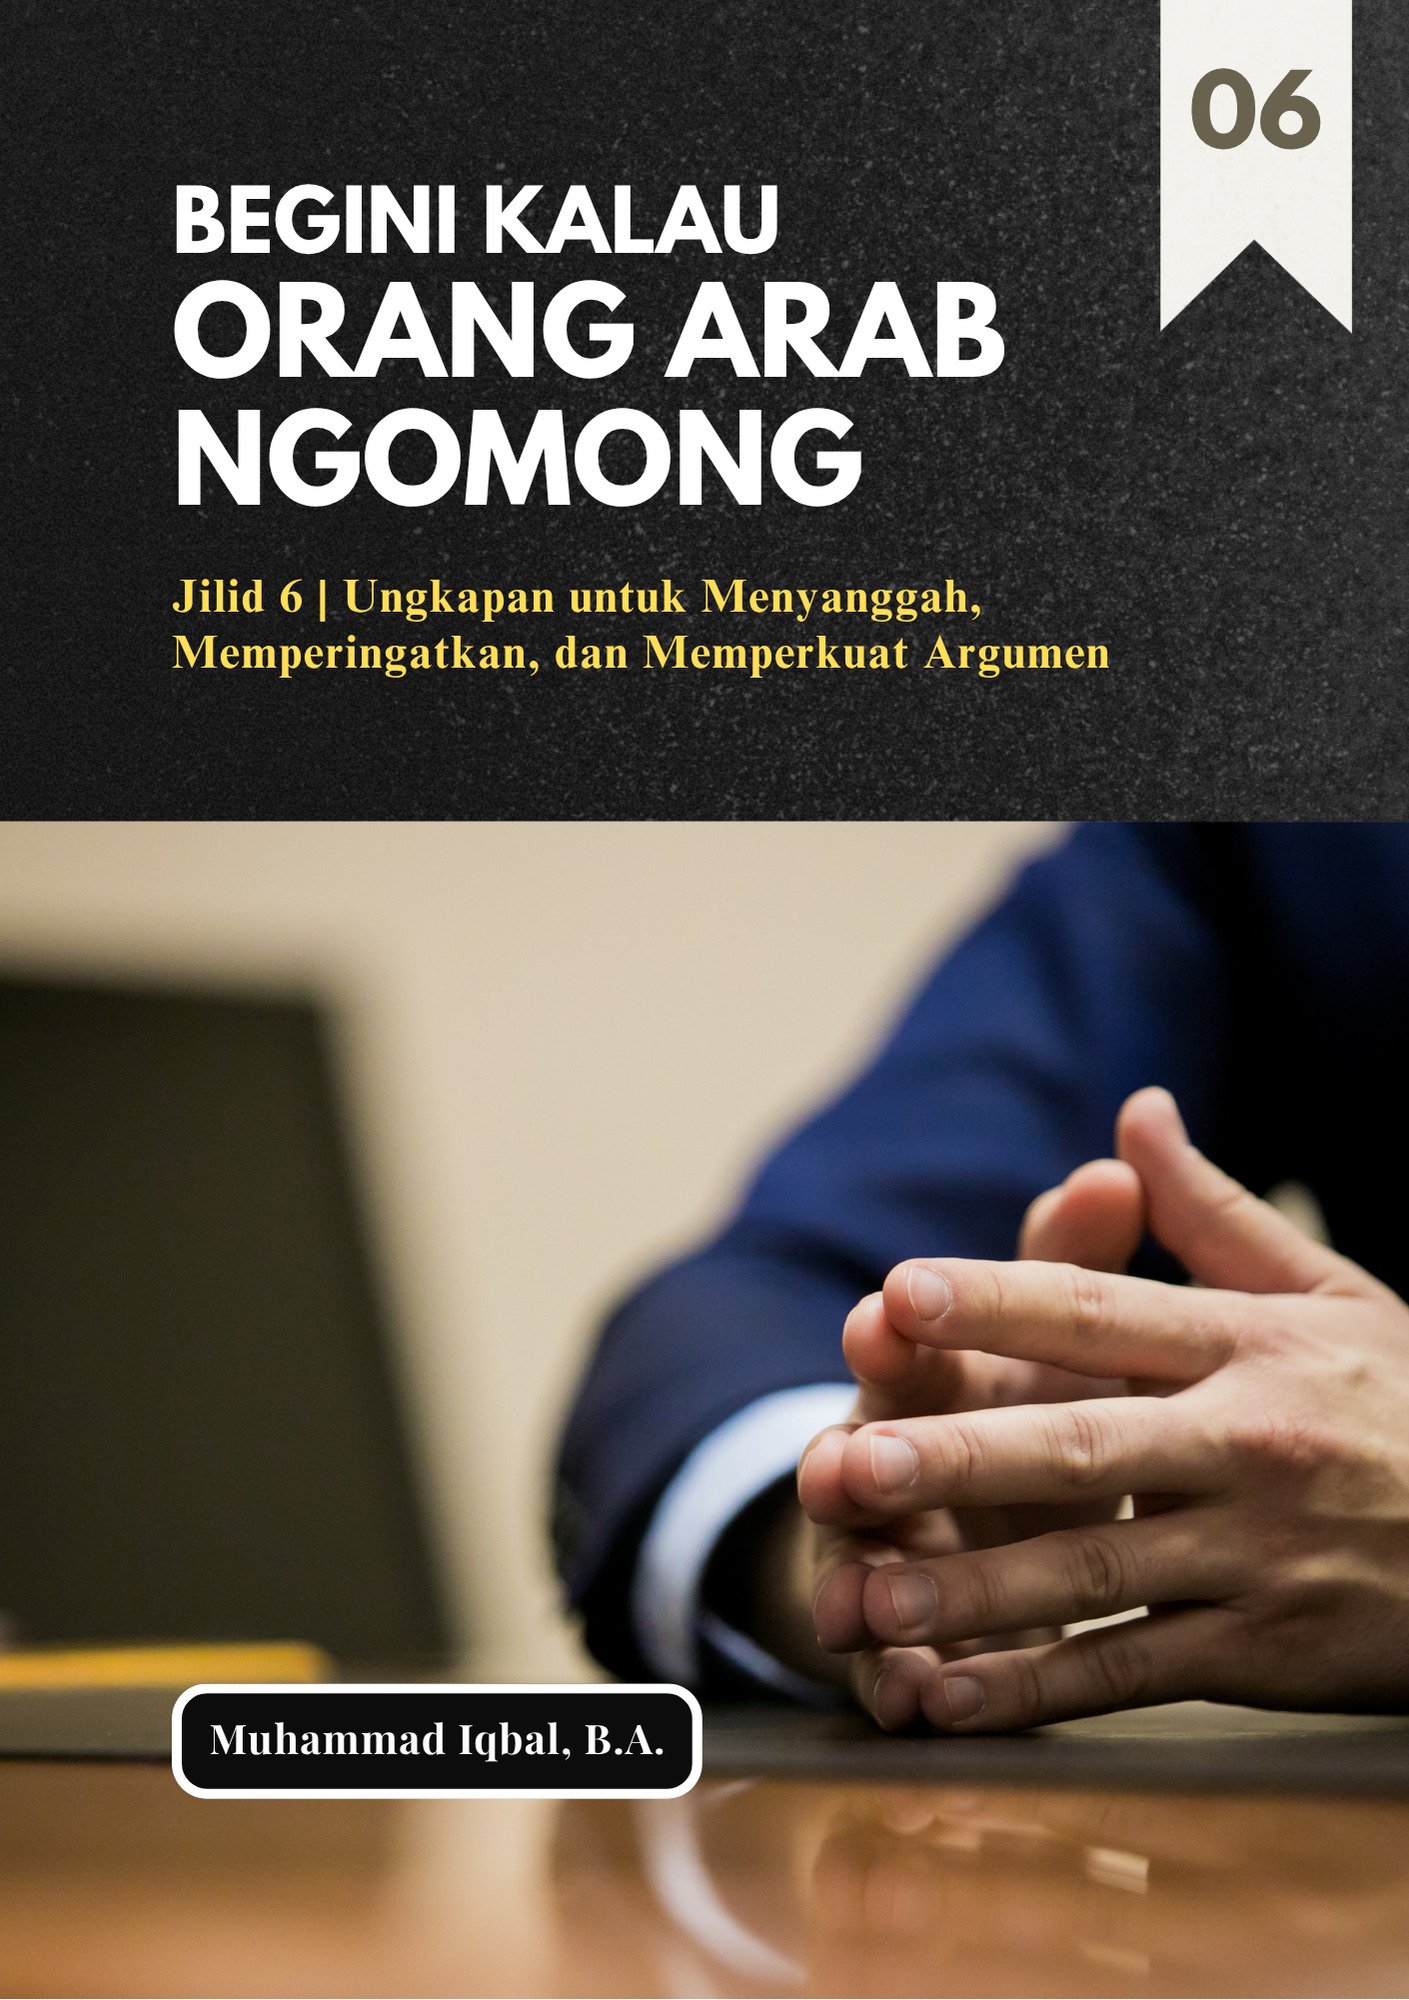 06
BEGINI KALAU
ORANG ARAB
NGOMONG
Jilid 6 | Ungkapan untuk Menyanggah,
Memperingatkan, dan Memperkuat Argumen
Muhammad Iqbal, B.A.